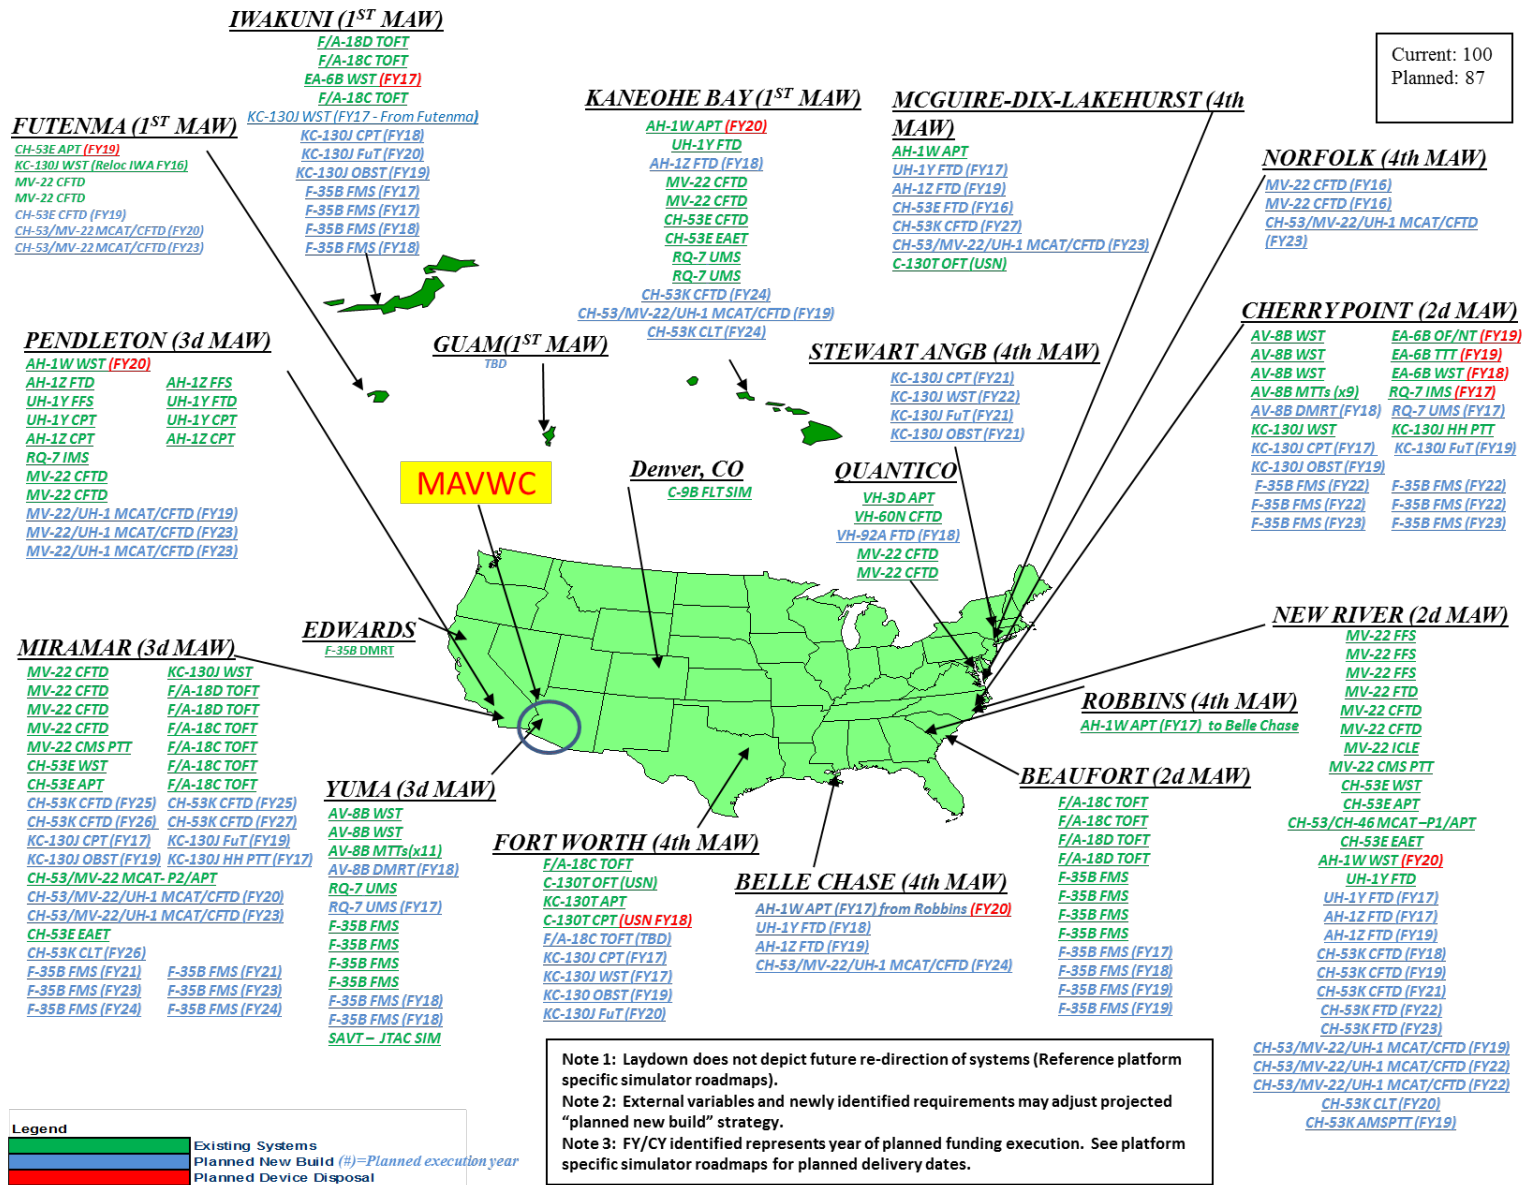 IWAKUNI (1ST MAW)
F/A-18D TOFT
F/A-18C TOFT
EA-6B WST (FY17)
F/A-18C TOFT
KC-130J WST (FY17 - From Futenma)
KC-130J CPT (FY18)
KC-130J FuT (FY20)
KC-130J OBST (FY19)
F-35B FMS (FY17)
F-35B FMS (FY17)
F-35B FMS (FY18)
F-35B FMS (FY18)
Current: 100
Planned: 87
FUTENMA (1ST MAW)
CH-53E APT (FY19)
KC-130J WST (Reloc IWA FY16)
MV-22 CFTD
MV-22 CFTD
CH-53E CFTD (FY19)
CH-53/MV-22 MCAT/CFTD (FY20)
CH-53/MV-22 MCAT/CFTD (FY23)
KANEOHE BAY (1ST MAW)
AH-1W APT (FY20)
UH-1Y FTD
AH-1Z FTD (FY18)
MV-22 CFTD
MV-22 CFTD
CH-53E CFTD
CH-53E EAET
RQ-7 UMS
RQ-7 UMS
CH-53K CFTD (FY24)
CH-53/MV-22/UH-1 MCAT/CFTD (FY19)
CH-53K CLT (FY24)
MCGUIRE-DIX-LAKEHURST (4th
MAW)
AH-1W APT
UH-1Y FTD (FY17)
AH-1Z FTD (FY19)
CH-53E FTD (FY16)
CH-53K CFTD (FY27)
CH-53/MV-22/UH-1 MCAT/CFTD (FY23)
C-130T OFT (USN)
NORFOLK (4th MAW)
MV-22 CFTD (FY16)
MV-22 CFTD (FY16)
CH-53/MV-22/UH-1 MCAT/CFTD
(FY23)
CHERRY POINT (2d MAW)
AV-8B WST EA-6B OF/NT (FY19)
AV-8B WST EA-6B TTT (FY19)
AV-8B WST EA-6B WST (FY18)
AV-8B MTTs (x9) RQ-7 IMS (FY17)
AV-8B DMRT (FY18) RQ-7 UMS (FY17)
KC-130J WST KC-130J HH PTT
KC-130J CPT (FY17) KC-130J FuT (FY19)
KC-130J OBST (FY19)
F-35B FMS (FY22) F-35B FMS (FY22)
F-35B FMS (FY22) F-35B FMS (FY22)
F-35B FMS (FY23) F-35B FMS (FY23)
PENDLETON (3d MAW)
AH-1W WST (FY20)
AH-1Z FTD AH-1Z FFS
UH-1Y FFS UH-1Y FTD
UH-1Y CPT UH-1Y CPT
AH-1Z CPT AH-1Z CPT
RQ-7 IMS
MV-22 CFTD
MV-22 CFTD
MV-22/UH-1 MCAT/CFTD (FY19)
MV-22/UH-1 MCAT/CFTD (FY23)
MV-22/UH-1 MCAT/CFTD (FY23)
GUAM(1ST MAW)
TBD
STEWART ANGB (4th MAW)
KC-130J CPT (FY21)
KC-130J WST (FY22)
KC-130J FuT (FY21)
KC-130J OBST (FY21)
MAVWC
Denver, CO
C-9B FLT SIM
QUANTICO
VH-3D APT
VH-60N CFTD
VH-92A FTD (FY18)
MV-22 CFTD
MV-22 CFTD
EDWARDS
F-35B DMRT
MIRAMAR (3d MAW)
MV-22 CFTD KC-130J WST
MV-22 CFTD F/A-18D TOFT
MV-22 CFTD F/A-18D TOFT
MV-22 CFTD F/A-18C TOFT
MV-22 CMS PTT F/A-18C TOFT
CH-53E WST F/A-18C TOFT
CH-53E APT F/A-18C TOFT
CH-53K CFTD (FY25) CH-53K CFTD (FY25)
CH-53K CFTD (FY26) CH-53K CFTD (FY27)
KC-130J CPT (FY17) KC-130J FuT (FY19)
KC-130J OBST (FY19) KC-130J HH PTT (FY17)
CH-53/MV-22 MCAT- P2/APT
CH-53/MV-22/UH-1 MCAT/CFTD (FY20)
CH-53/MV-22/UH-1 MCAT/CFTD (FY23)
CH-53E EAET
CH-53K CLT (FY26)
F-35B FMS (FY21) F-35B FMS (FY21)
F-35B FMS (FY23) F-35B FMS (FY23)
F-35B FMS (FY24) F-35B FMS (FY24)
YUMA (3d MAW)
AV-8B WST
AV-8B WST
AV-8B MTTs(x11)
AV-8B DMRT (FY18)
RQ-7 UMS
RQ-7 UMS (FY17)
F-35B FMS
F-35B FMS
F-35B FMS
F-35B FMS
F-35B FMS (FY18)
F-35B FMS (FY18)
SAVT – JTAC SIM
FORT WORTH (4th MAW)
F/A-18C TOFT
C-130T OFT (USN)
KC-130T APT
C-130T CPT (USN FY18)
F/A-18C TOFT (TBD)
KC-130J CPT (FY17)
KC-130J WST (FY17)
KC-130 OBST (FY19)
KC-130J FuT (FY20)
BELLE CHASE (4th MAW)
AH-1W APT (FY17) from Robbins (FY20)
UH-1Y FTD (FY18)
AH-1Z FTD (FY19)
CH-53/MV-22/UH-1 MCAT/CFTD (FY24)
ROBBINS (4th MAW)
AH-1W APT (FY17) to Belle Chase
BEAUFORT (2d MAW)
F/A-18C TOFT
F/A-18C TOFT
F/A-18D TOFT
F/A-18D TOFT
F-35B FMS
F-35B FMS
F-35B FMS
F-35B FMS
F-35B FMS (FY17)
F-35B FMS (FY18)
F-35B FMS (FY19)
F-35B FMS (FY19)
NEW RIVER (2d MAW)
MV-22 FFS
MV-22 FFS
MV-22 FFS
MV-22 FTD
MV-22 CFTD
MV-22 CFTD
MV-22 ICLE
MV-22 CMS PTT
CH-53E WST
CH-53E APT
CH-53/CH-46 MCAT –P1/APT
CH-53E EAET
AH-1W WST (FY20)
UH-1Y FTD
UH-1Y FTD (FY17)
AH-1Z FTD (FY17)
AH-1Z FTD (FY19)
CH-53K CFTD (FY18)
CH-53K CFTD (FY19)
CH-53K CFTD (FY21)
CH-53K FTD (FY22)
CH-53K FTD (FY23)
CH-53/MV-22/UH-1 MCAT/CFTD (FY19)
CH-53/MV-22/UH-1 MCAT/CFTD (FY22)
CH-53/MV-22/UH-1 MCAT/CFTD (FY22)
CH-53K CLT (FY20)
CH-53K AMSPTT (FY19)
Note 1: Laydown does not depict future re-direction of systems (Reference platform
specific simulator roadmaps).
Note 2: External variables and newly identified requirements may adjust projected
“planned new build” strategy.
Note 3: FY/CY identified represents year of planned funding execution. See platform
specific simulator roadmaps for planned delivery dates.
Legend
Existing Systems
Planned New Build (#)=Planned execution year
Planned Device Disposal